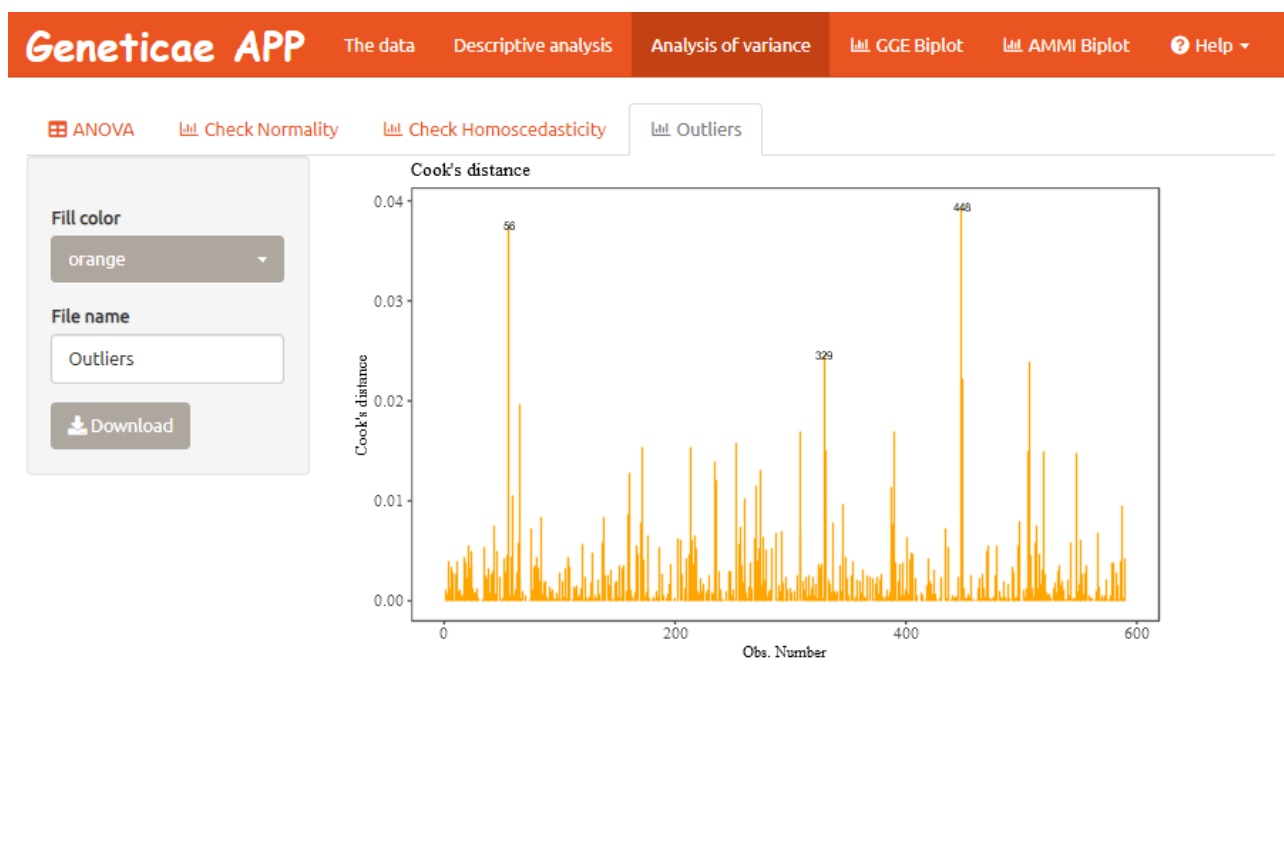 Geneticae APP The data Descriptive analysis Analysis of variance GGE Biplot AMMI Biplot Help
ANOVA Check Normality Check Homoscedasticity Outliers
Fill color
orange
File name
Outliers
Download
Cook's distance
0.04
0.03
0.02
0.01
0.00
Cook's distance
56
329
448
0 200 400 600
Obs. Number